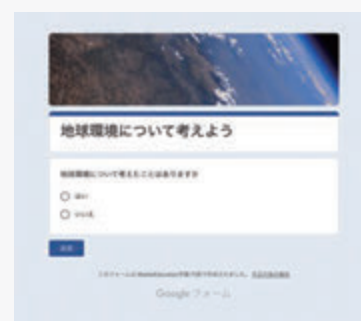 地球環境について考えよう
地球環境について考えたことはありますか
はい
いいえ
送信
Google フォーム